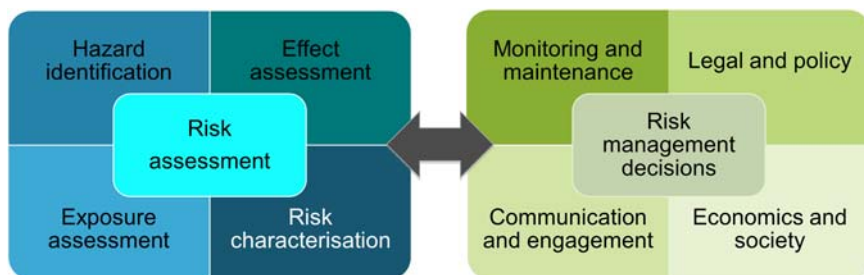 Hazard
identification
Effect
assessment
Risk
assessment
Exposure
assessment
Risk
characterisation
Monitoring and
maintenance
Legal and policy
Risk
management
decisions
Communication
and engagement
Economics and
society